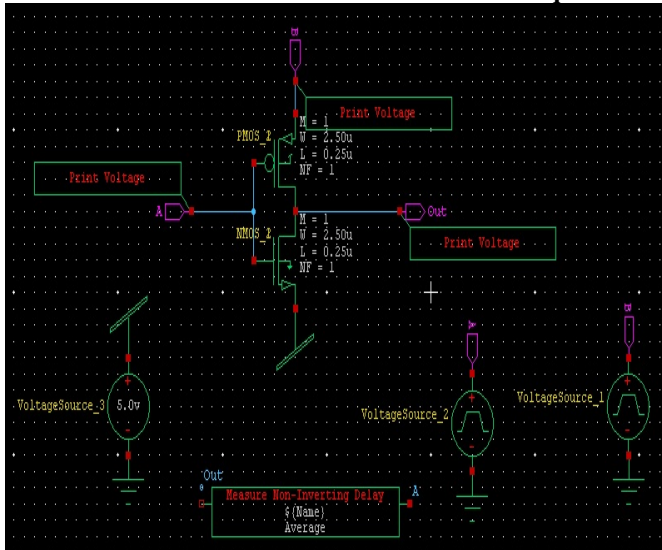 B
Print Voltage
M = 1
PMOS_2
W = 2.50u
L = 0.25u
NF = 1
Print Voltage
A
Out
M = 1
NMOS_2
W = 2.50u
L = 0.25u
NF = 1
Print Voltage
A
B
VoltageSource_3
5.0v
VoltageSource_2
VoltageSource_1
Out
A
Measure Non-Inverting Delay
${Name}
Average